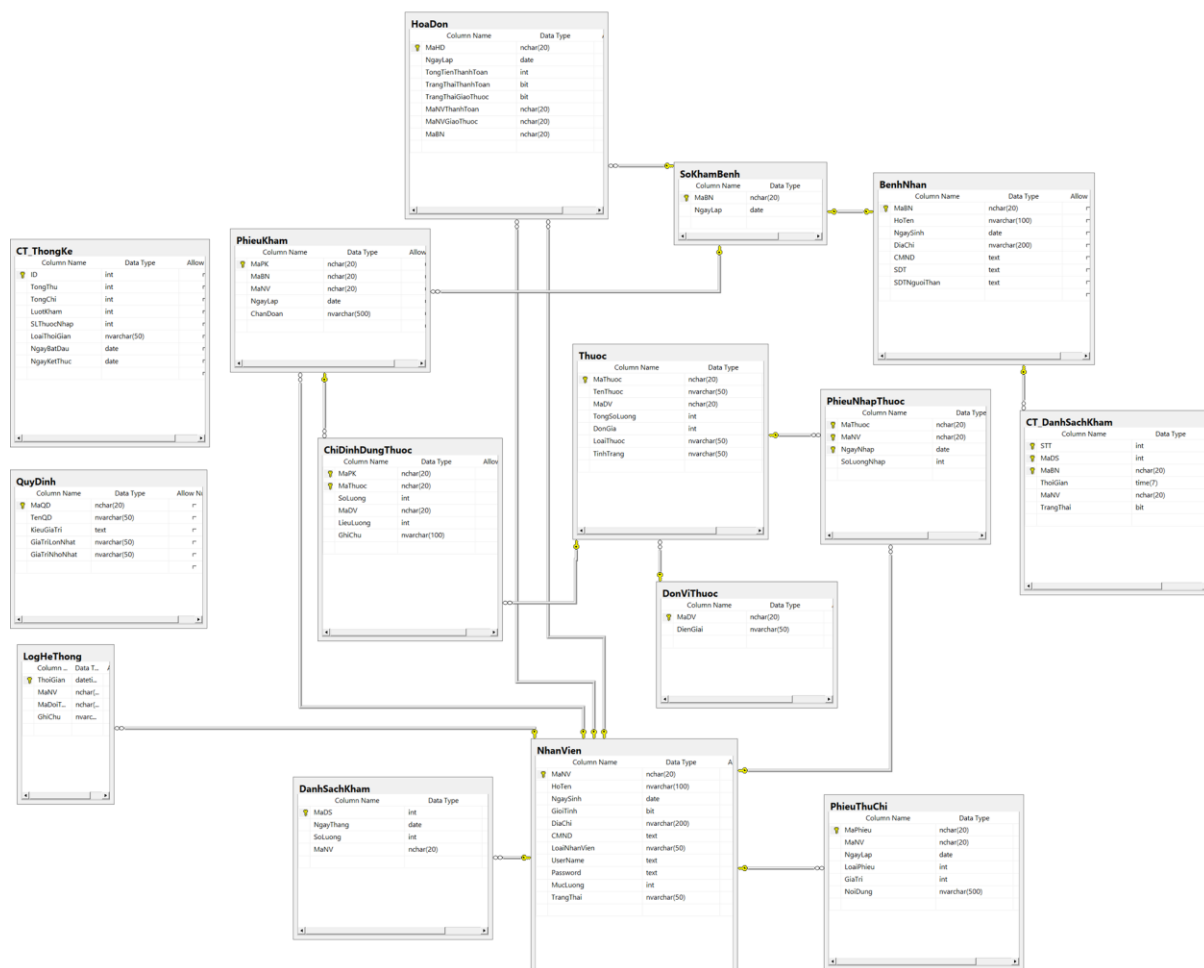 HoaDon
Column Name Data Type
MaHD nchar(20)
NgayLap date
TongTienThanhToan int
TrangThaiThanhToan bit
TrangThaiGiaoThuoc bit
MaNVThanhToan nchar(20)
MaNVGiaoThuoc nchar(20)
MaBN nchar(20)
SoKhamBenh
Column Name Data Type
MaBN nchar(20)
NgayLap date
BenhNhan
Column Name Data Type Allow
MaBN nchar(20)
HoTen nvarchar(100)
NgaySinh date
DiaChi nvarchar(200)
CMND text
SDT text
SDTNguoiThan text
CT_ThongKe
Column Name Data Type Allow
ID int
TongThu int
TongChi int
LuotKham int
SLThuocNhap int
LoaiThoiGian nvarchar(50)
NgayBatDau date
NgayKetThuc date
PhieuKham
Column Name Data Type Allow
MaPK nchar(20)
MaBN nchar(20)
MaNV nchar(20)
NgayLap date
ChanDoan nvarchar(500)
Thuoc
Column Name Data Type
MaThuoc nchar(20)
TenThuoc nvarchar(50)
MaDV nchar(20)
TongSoLuong int
DonGia int
LoaiThuoc nvarchar(50)
TinhTrang nvarchar(50)
PhieuNhapThuoc
Column Name Data Type
MaThuoc nchar(20)
MaNV nchar(20)
NgayNhap date
SoLuongNhap int
CT_DanhSachKham
Column Name Data Type
STT int
MaDS int
MaBN nchar(20)
ThoiGian time(7)
MaNV nchar(20)
TrangThai bit
ChiDinhDungThuoc
Column Name Data Type Allow
MaPK nchar(20)
MaThuoc nchar(20)
SoLuong int
MaDV nchar(20)
LieuLuong int
GhiChu nvarchar(100)
QuyDinh
Column Name Data Type Allow
MaQD nchar(20)
TenQD nvarchar(50)
KieuGiaTri text
GiaTriLonNhat nvarchar(50)
GiaTriNhoNhat nvarchar(50)
DonViThuoc
Column Name Data Type
MaDV nchar(20)
DienGiai nvarchar(50)
LogHeThong
Column ... Data T...
ThoiGian dateti...
MaNV nchar(...
MaDoiT... nchar(...
GhiChu nvarc...
NhanVien
Column Name Data Type A
MaNV nchar(20)
HoTen nvarchar(100)
NgaySinh date
GioiTinh bit
DiaChi nvarchar(200)
CMND text
LoaiNhanVien nvarchar(50)
UserName text
Password text
MucLuong int
TrangThai nvarchar(50)
DanhSachKham
Column Name Data Type
MaDS int
NgayThang date
SoLuong int
MaNV nchar(20)
PhieuThuChi
Column Name Data Type
MaPhieu nchar(20)
MaNV nchar(20)
NgayLap date
LoaiPhieu int
GiaTri int
NoiDung nvarchar(500)